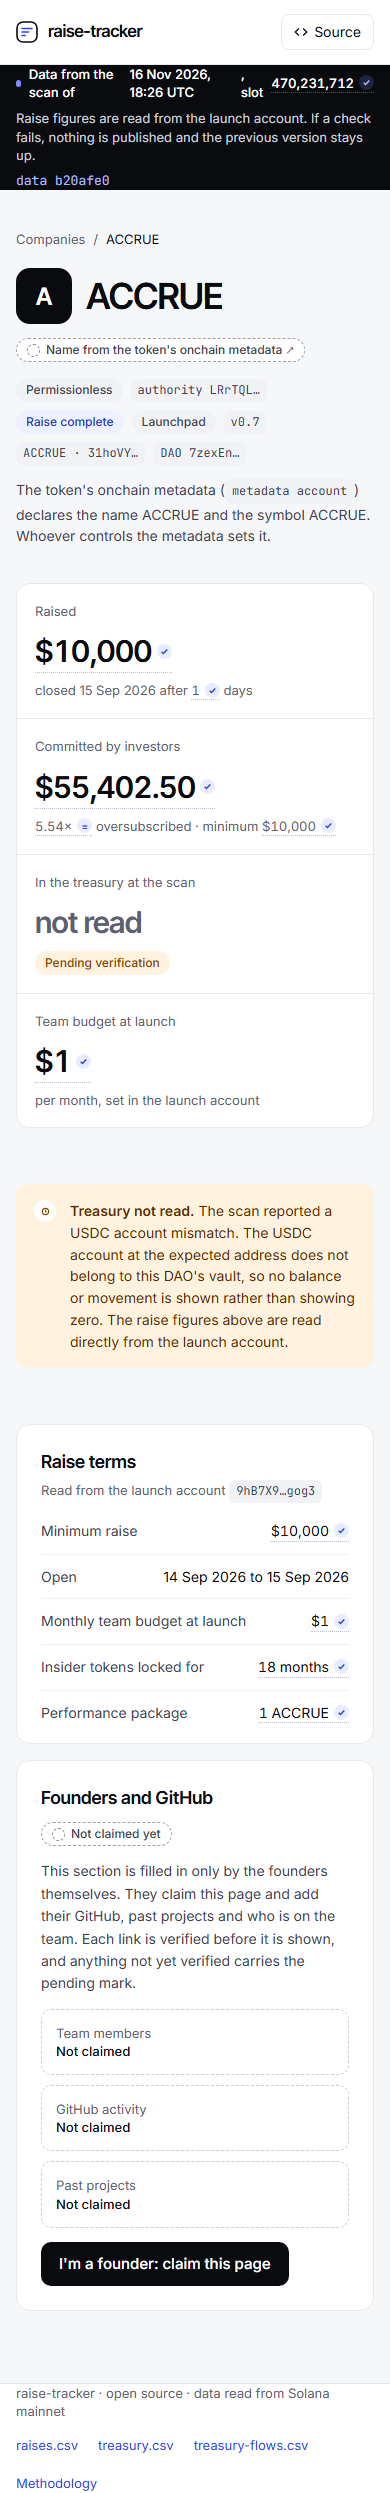 raise-tracker
<> Source
Data from the scan of 16 Nov 2026, 18:26 UTC, slot 470,231,712
Raise figures are read from the launch account. If a check
fails, nothing is published and the previous version stays
up.
data b20afe0
Companies / ACCRUE
A ACCRUE
Name from the token's onchain metadata ↗
Permissionless authority LRrTQL…
Raise complete Launchpad v0.7
ACCRUE · 31hoVY… DAO 7zexEn…
The token's onchain metadata ( metadata account )
declares the name ACCRUE and the symbol ACCRUE.
Whoever controls the metadata sets it.
Raised
$10,000
closed 15 Sep 2026 after 1 days
Committed by investors
$55,402.50
5.54× = oversubscribed · minimum $10,000
In the treasury at the scan
not read
Pending verification
Team budget at launch
$1
per month, set in the launch account
Treasury not read. The scan reported a
USDC account mismatch. The USDC
account at the expected address does not
belong to this DAO's vault, so no balance
or movement is shown rather than showing
zero. The raise figures above are read
directly from the launch account.
Raise terms
Read from the launch account 9hB7X9…gog3
Minimum raise $10,000
Open 14 Sep 2026 to 15 Sep 2026
Monthly team budget at launch $1
Insider tokens locked for 18 months
Performance package 1 ACCRUE
Founders and GitHub
Not claimed yet
This section is filled in only by the founders
themselves. They claim this page and add
their GitHub, past projects and who is on the
team. Each link is verified before it is shown,
and anything not yet verified carries the
pending mark.
Team members
Not claimed
GitHub activity
Not claimed
Past projects
Not claimed
I'm a founder: claim this page
raise-tracker · open source · data read from Solana
mainnet
raises.csv treasury.csv treasury-flows.csv
Methodology